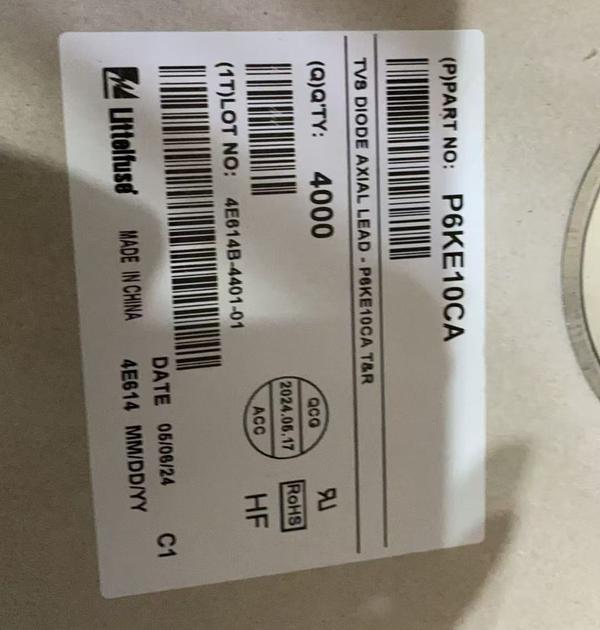 (P)PART NO: P6KE10CA
TVS DIODE AXIAL LEAD - P6KE10CA T&R
(Q)Q'TY: 4000
(1T)LOT NO: 4E614B-4401-01
QCG
2024.06.17
ACC
RoHS
HF
Littelfuse
MADE IN CHINA
DATE 05/06/24 C1
4E614 MM/DD/YY